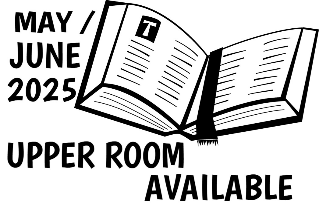 MAY /
JUNE
2025
T
UPPER ROOM
AVAILABLE